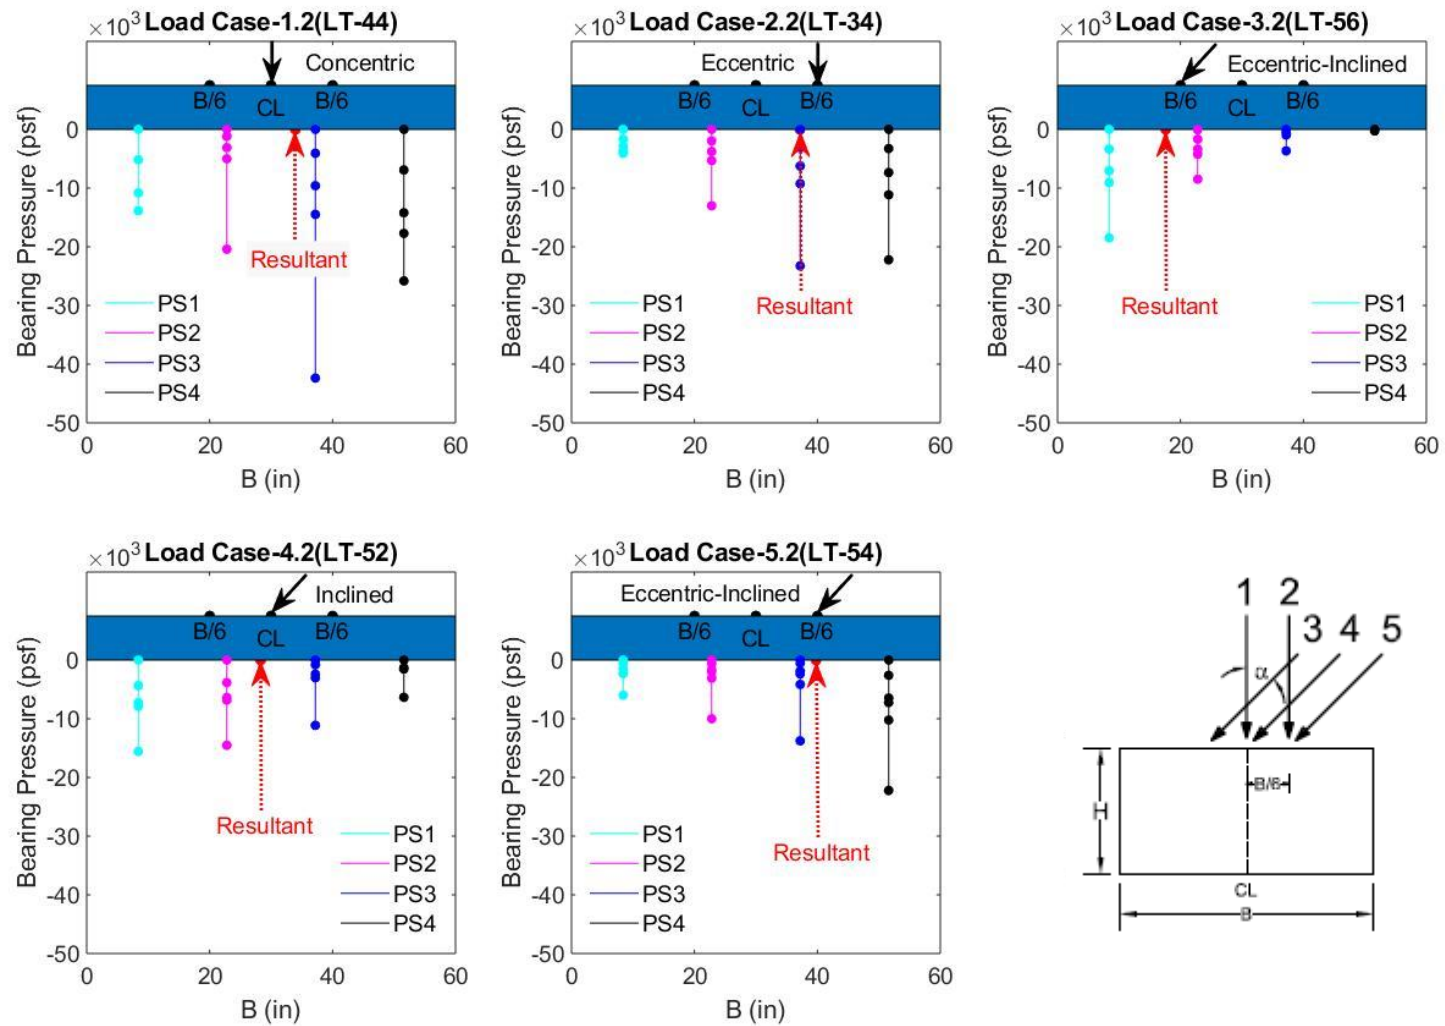 ×10³ Load Case-1.2(LT-44)
Concentric
B/6 CL B/6
Bearing Pressure (psf)
0
-10
-20
-30
-40
-50
Resultant
PS1
PS2
PS3
PS4
0 20 40 60
B (in)
×10³ Load Case-2.2(LT-34)
Eccentric
B/6 CL B/6
Bearing Pressure (psf)
0
-10
-20
-30
-40
-50
Resultant
PS1
PS2
PS3
PS4
0 20 40 60
B (in)
×10³ Load Case-3.2(LT-56)
Eccentric-Inclined
B/6 CL B/6
Bearing Pressure (psf)
0
-10
-20
-30
-40
-50
Resultant
PS1
PS2
PS3
PS4
0 20 40 60
B (in)
×10³ Load Case-4.2(LT-52)
Inclined
B/6 CL B/6
Bearing Pressure (psf)
0
-10
-20
-30
-40
-50
Resultant
PS1
PS2
PS3
PS4
0 20 40 60
B (in)
×10³ Load Case-5.2(LT-54)
Eccentric-Inclined
B/6 CL B/6
Bearing Pressure (psf)
0
-10
-20
-30
-40
-50
Resultant
PS1
PS2
PS3
PS4
0 20 40 60
B (in)
1 2 3 4 5
α
B/6
H
CL
B